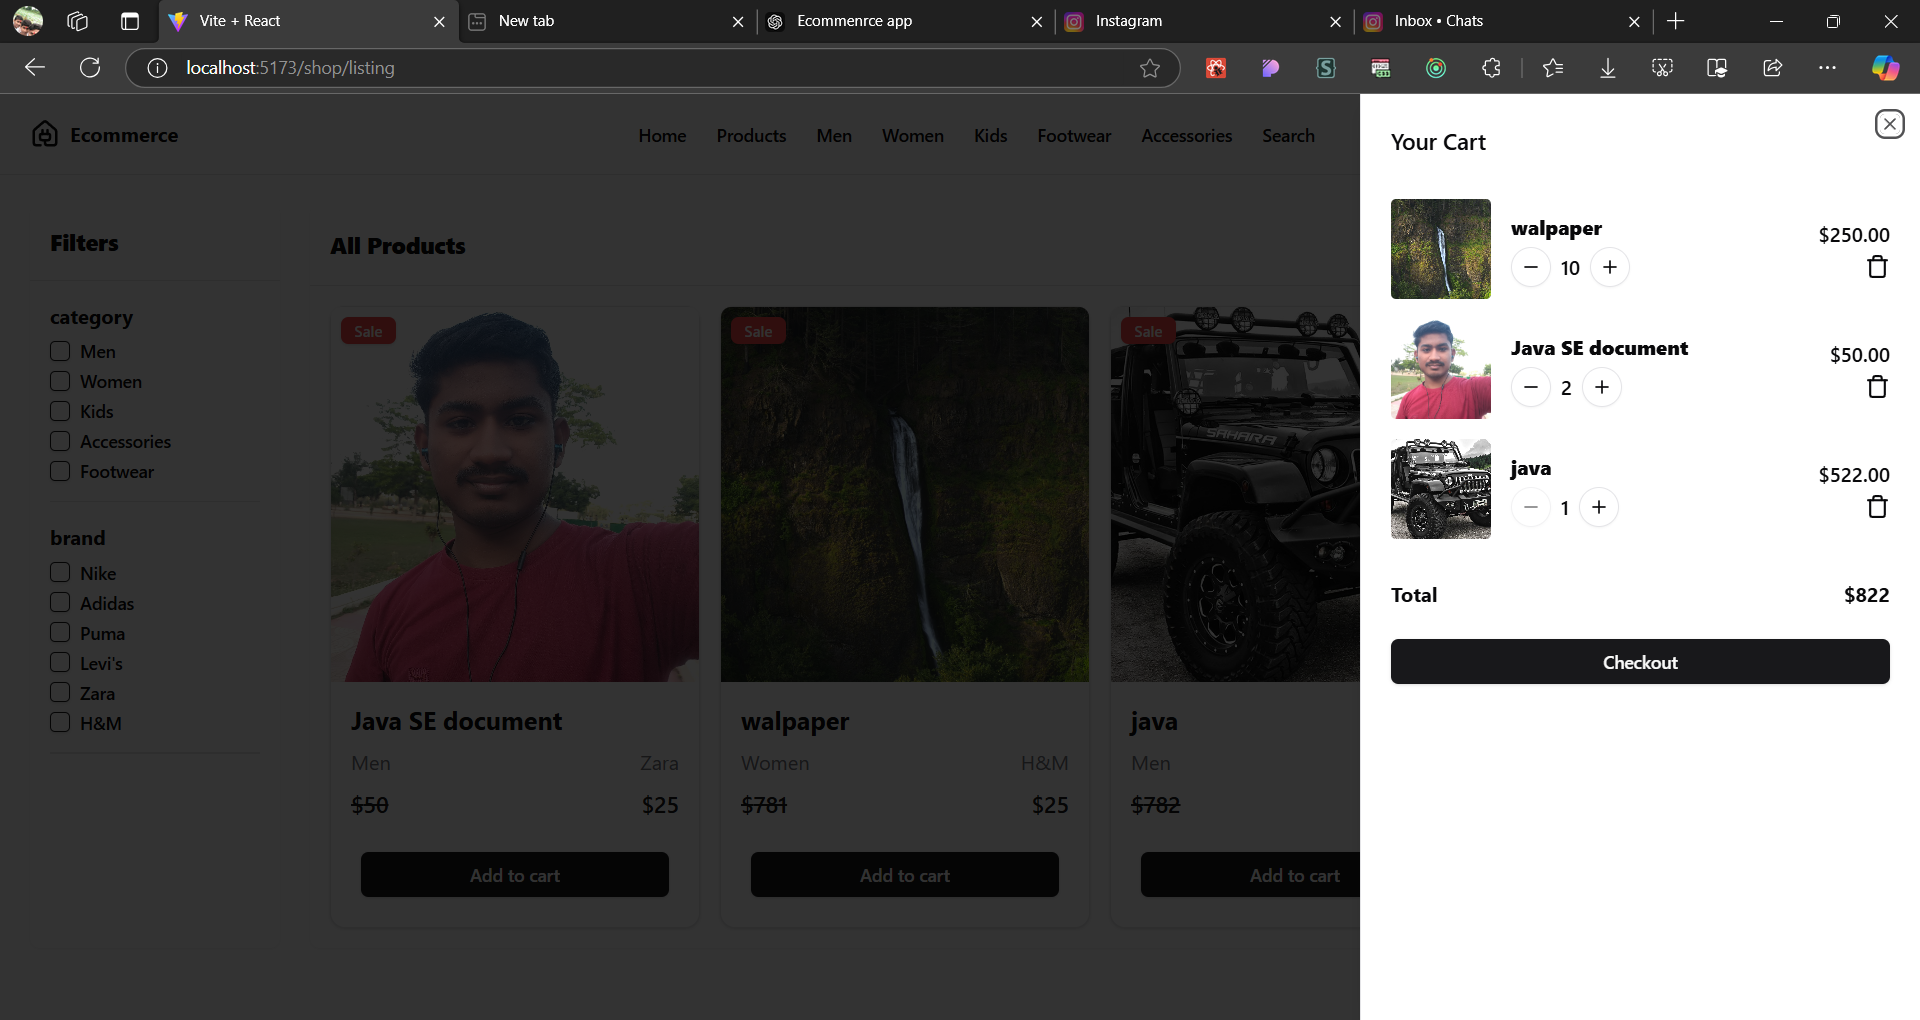 Vite + React
New tab
Ecommenrce app
Instagram
Inbox • Chats
localhost:5173/shop/listing
Ecommerce
Home Products Men Women Kids Footwear Accessories Search
Filters
category
Men
Women
Kids
Accessories
Footwear
brand
Nike
Adidas
Puma
Levi's
Zara
H&M
All Products
Sale
Java SE document
Men Zara
$50 $25
Add to cart
Sale
walpaper
Women H&M
$781 $25
Add to cart
Sale
SAHARA
java
Men
$782
Add to cart
Your Cart
walpaper
$250.00
− 10 +
Java SE document
$50.00
− 2 +
java
$522.00
− 1 +
Total $822
Checkout